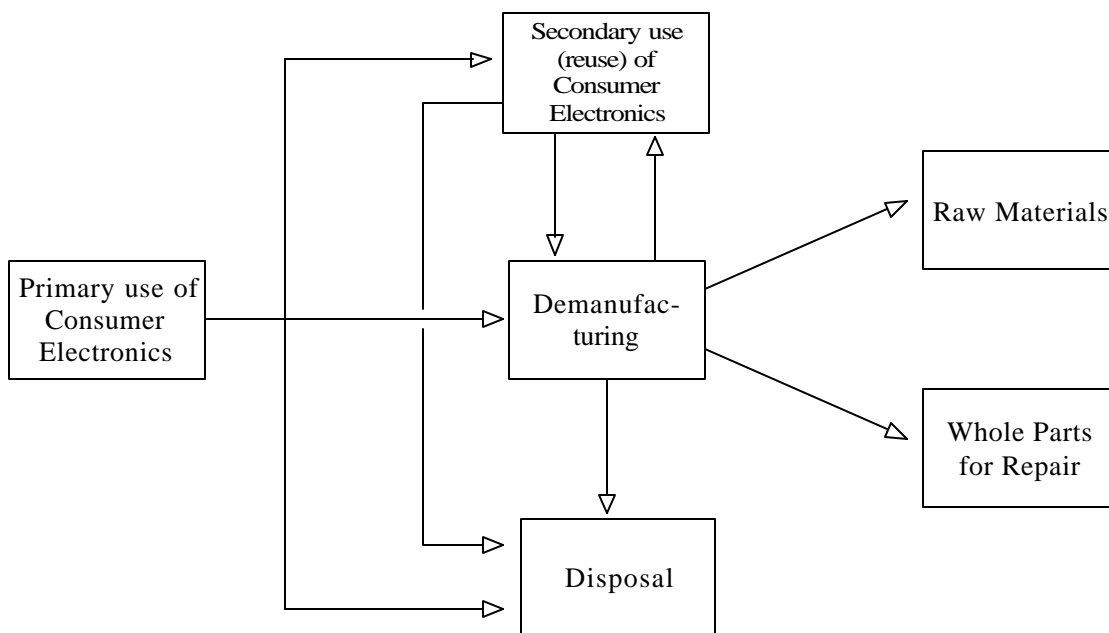 Secondary use
(reuse) of
Consumer
Electronics
Raw Materials
Primary use of
Consumer
Electronics
Demanufac-
turing
Whole Parts
for Repair
Disposal